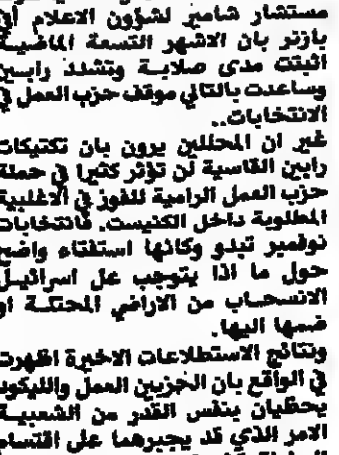 مستشار شامير لشؤون الاعلام آفي
بازنر بان الاشهر التسعة الماضية
اثبتت مدى صلابة وتشدد رابين
وساعدت بالتالي موقف حزب العمل في
الانتخابات..
غير ان المحللين يرون بان تكتيكات
رابين القاسية لن تؤثر كثيرا في حملة
حزب العمل الرامية للفوز في الاغلبية
المطلوبة داخل الكنيست. فانتخابات
نوفمبر تبدو وكانها استفتاء واضح
حول ما اذا يتوجب على اسرائيل
الانسحاب من الاراضي المحتلة او
ضمها اليها.
ونتائج الاستطلاعات الاخيرة اظهرت
في الواقع بان الحزبين العمل والليكود
يحظيان بنفس القدر من الشعبية
الامر الذي قد يجبرهما على اقتسام